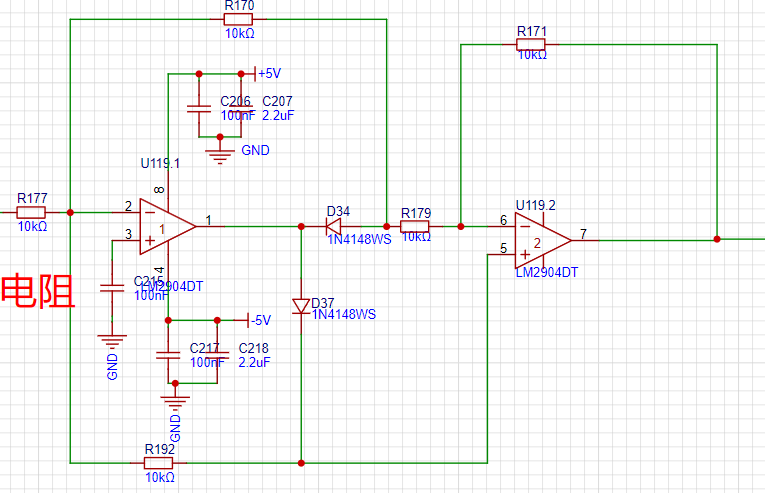 R170
10kΩ
R171
10kΩ
+5V
C206
100nF
C207
2.2uF
GND
U119.1
8
R177
10kΩ
2
1
1
3
4
LM2904DT
C215
100nF
GND
电阻
D34
1N4148WS
R179
10kΩ
6
U119.2
2
7
5
LM2904DT
D37
1N4148WS
-5V
C217
100nF
C218
2.2uF
GND
R192
10kΩ